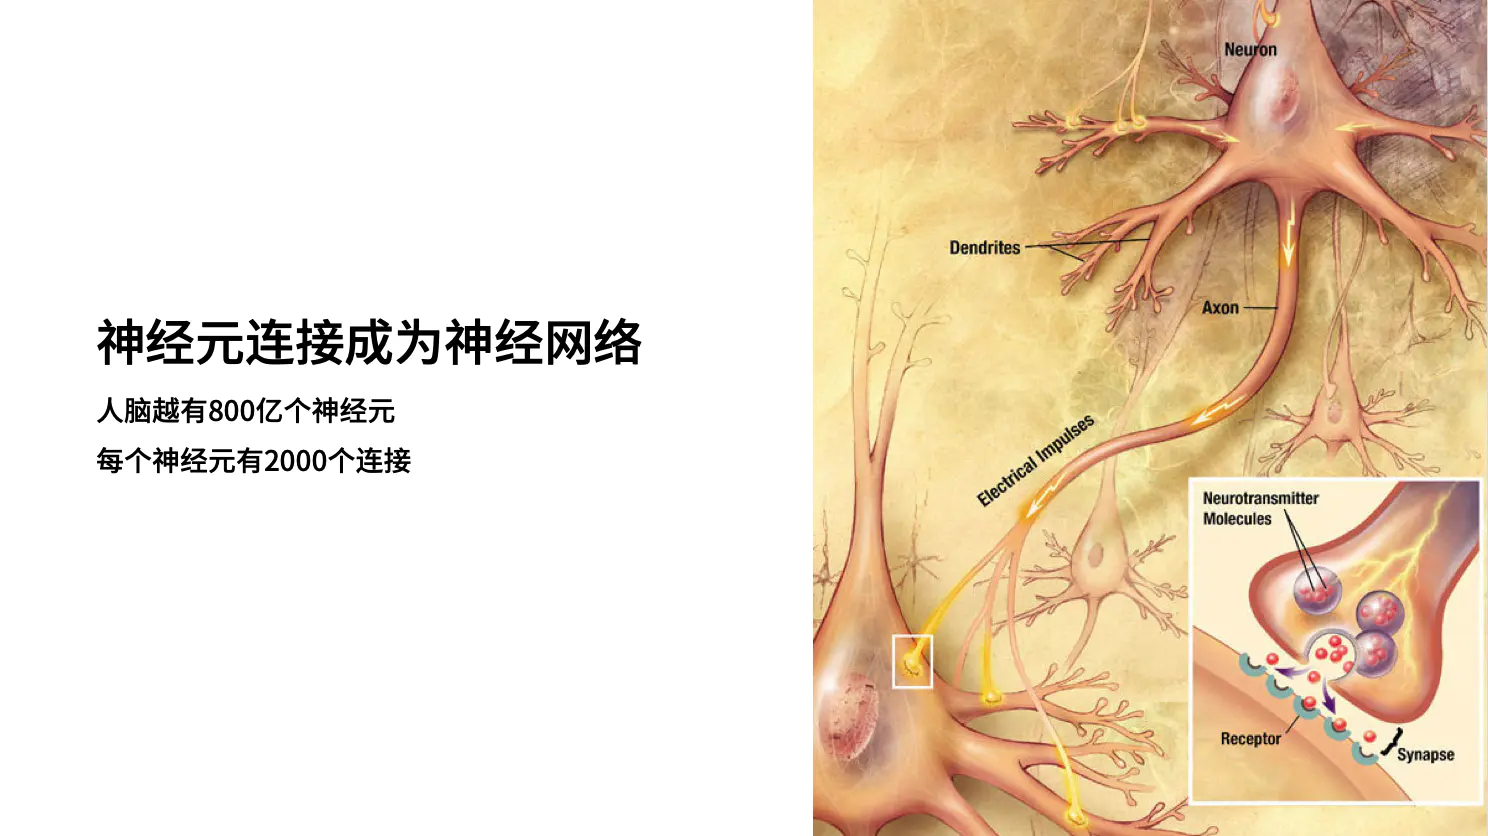 神经元连接成为神经网络
人脑越有800亿个神经元
每个神经元有2000个连接
Neuron
Dendrites
Axon
Electrical Impulses
Neurotransmitter
Molecules
Receptor
Synapse